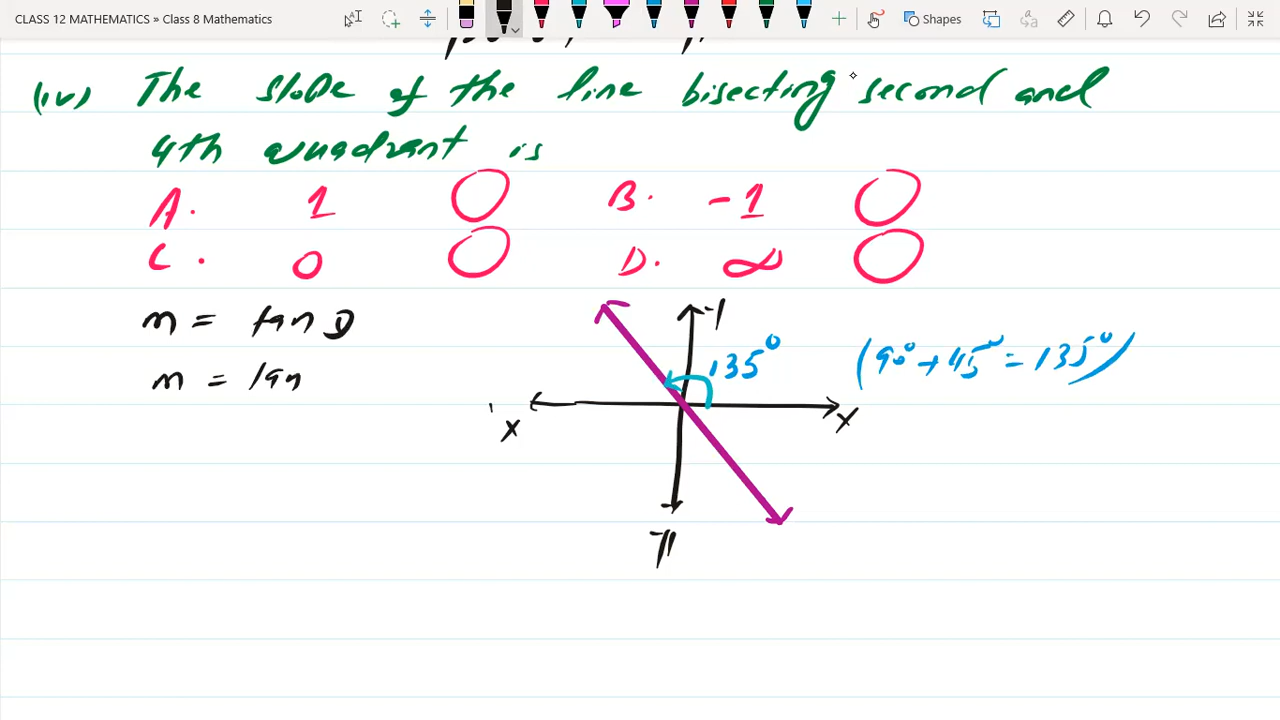 CLASS 12 MATHEMATICS » Class 8 Mathematics
Shapes
(iv) The slope of the line bisecting second and
4th quadrant is
A. 1 B. -1
C. 0 D. ∞
m = tan θ
m = tan
135°
(90° + 45° = 135°)
x
x